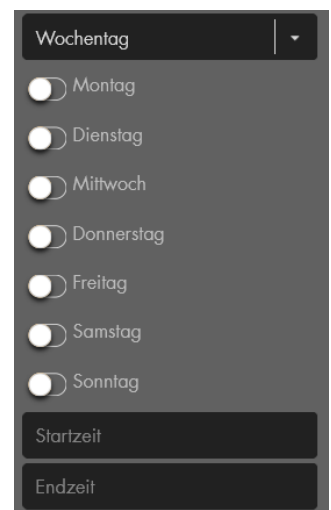 Wochentag
Montag
Dienstag
Mittwoch
Donnerstag
Freitag
Samstag
Sonntag
Startzeit
Endzeit